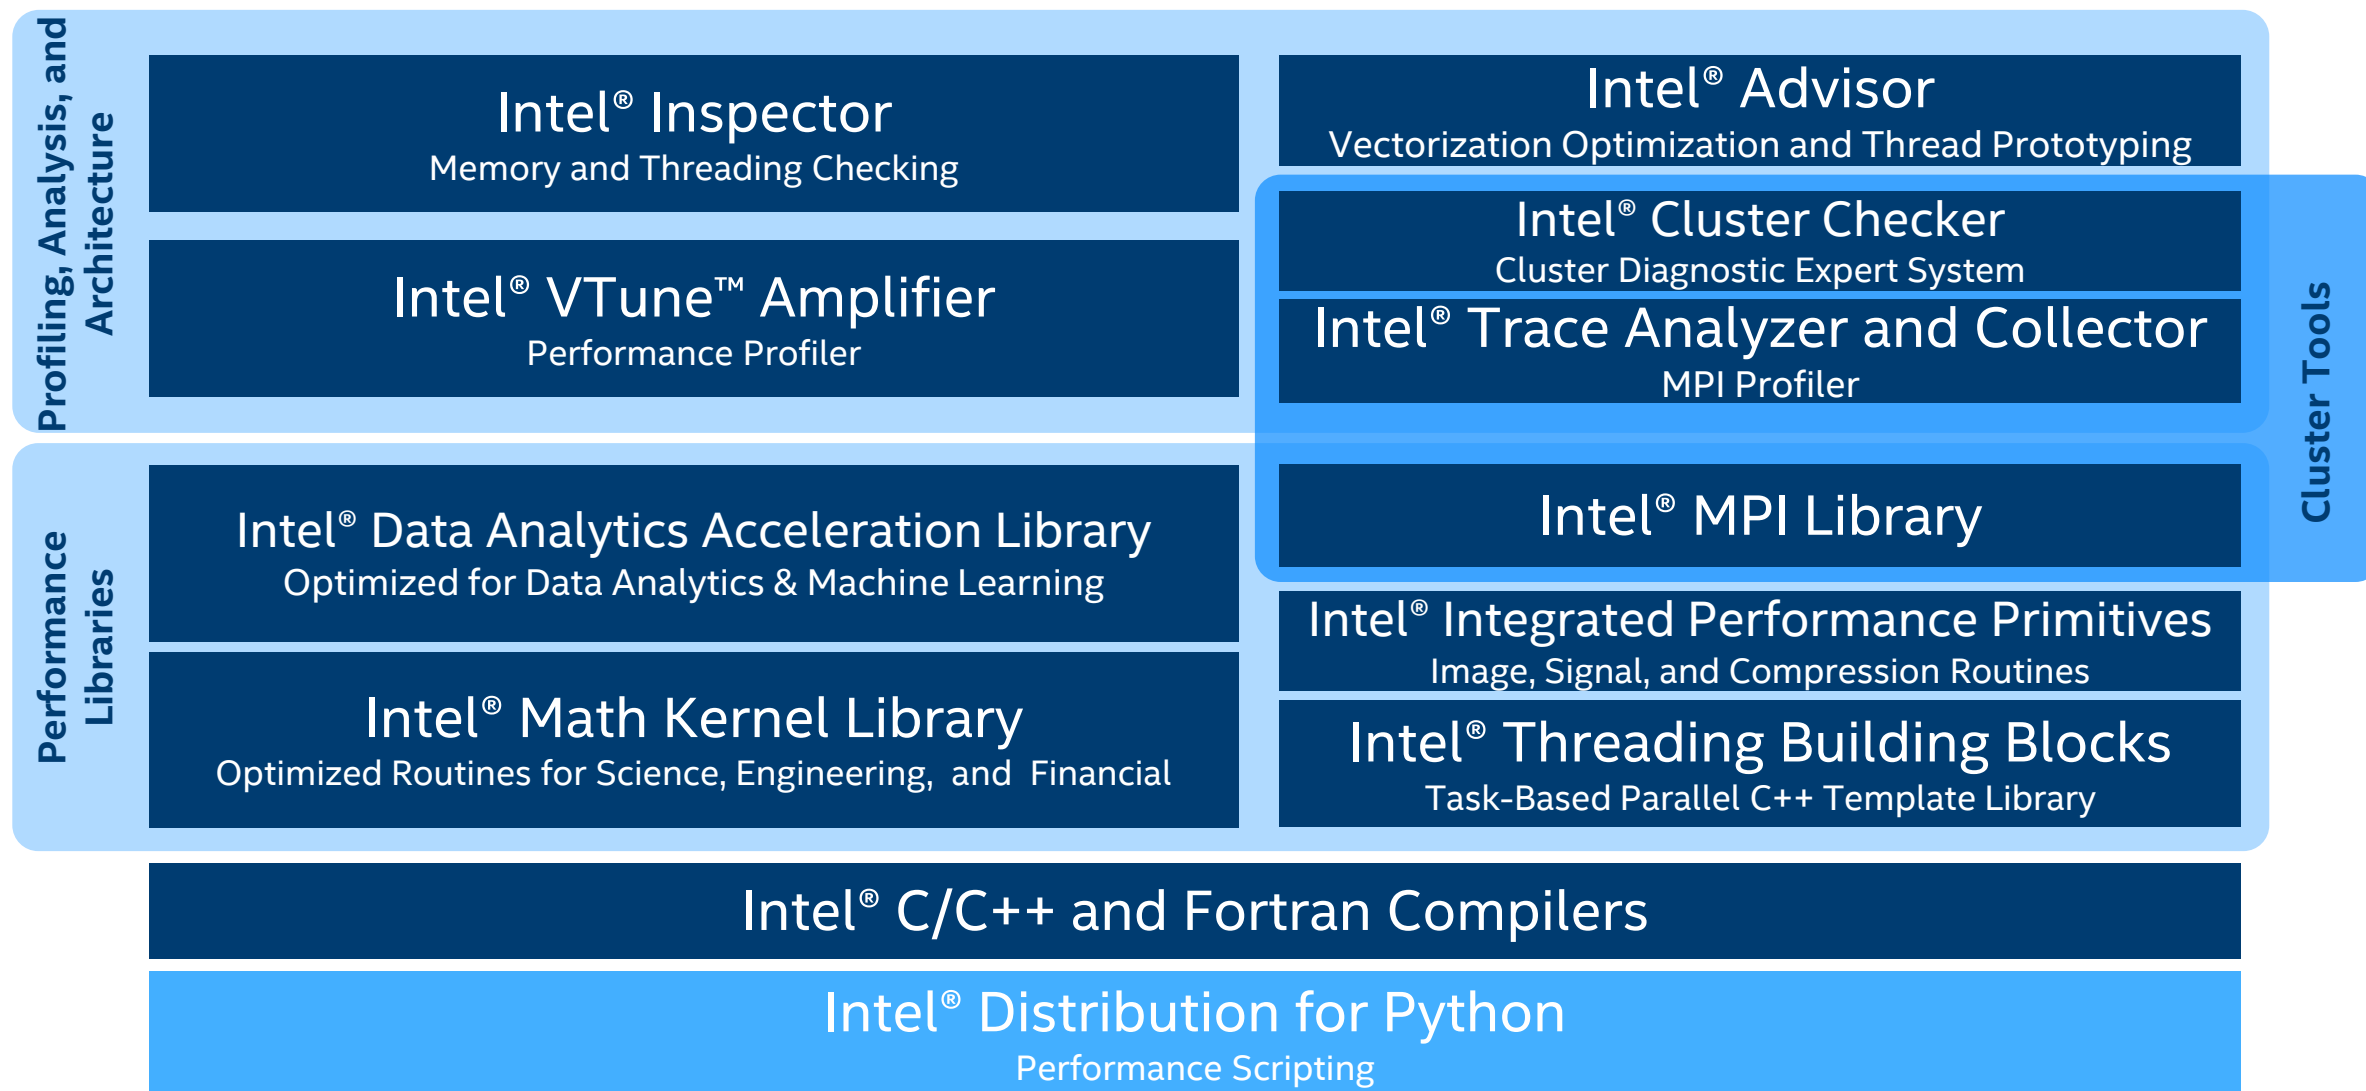 Profiling, Analysis, and
Architecture
Intel® Inspector
Memory and Threading Checking
Intel® VTune™ Amplifier
Performance Profiler
Intel® Advisor
Vectorization Optimization and Thread Prototyping
Intel® Cluster Checker
Cluster Diagnostic Expert System
Intel® Trace Analyzer and Collector
MPI Profiler
Cluster Tools
Performance
Libraries
Intel® Data Analytics Acceleration Library
Optimized for Data Analytics & Machine Learning
Intel® Math Kernel Library
Optimized Routines for Science, Engineering, and Financial
Intel® MPI Library
Intel® Integrated Performance Primitives
Image, Signal, and Compression Routines
Intel® Threading Building Blocks
Task-Based Parallel C++ Template Library
Intel® C/C++ and Fortran Compilers
Intel® Distribution for Python
Performance Scripting